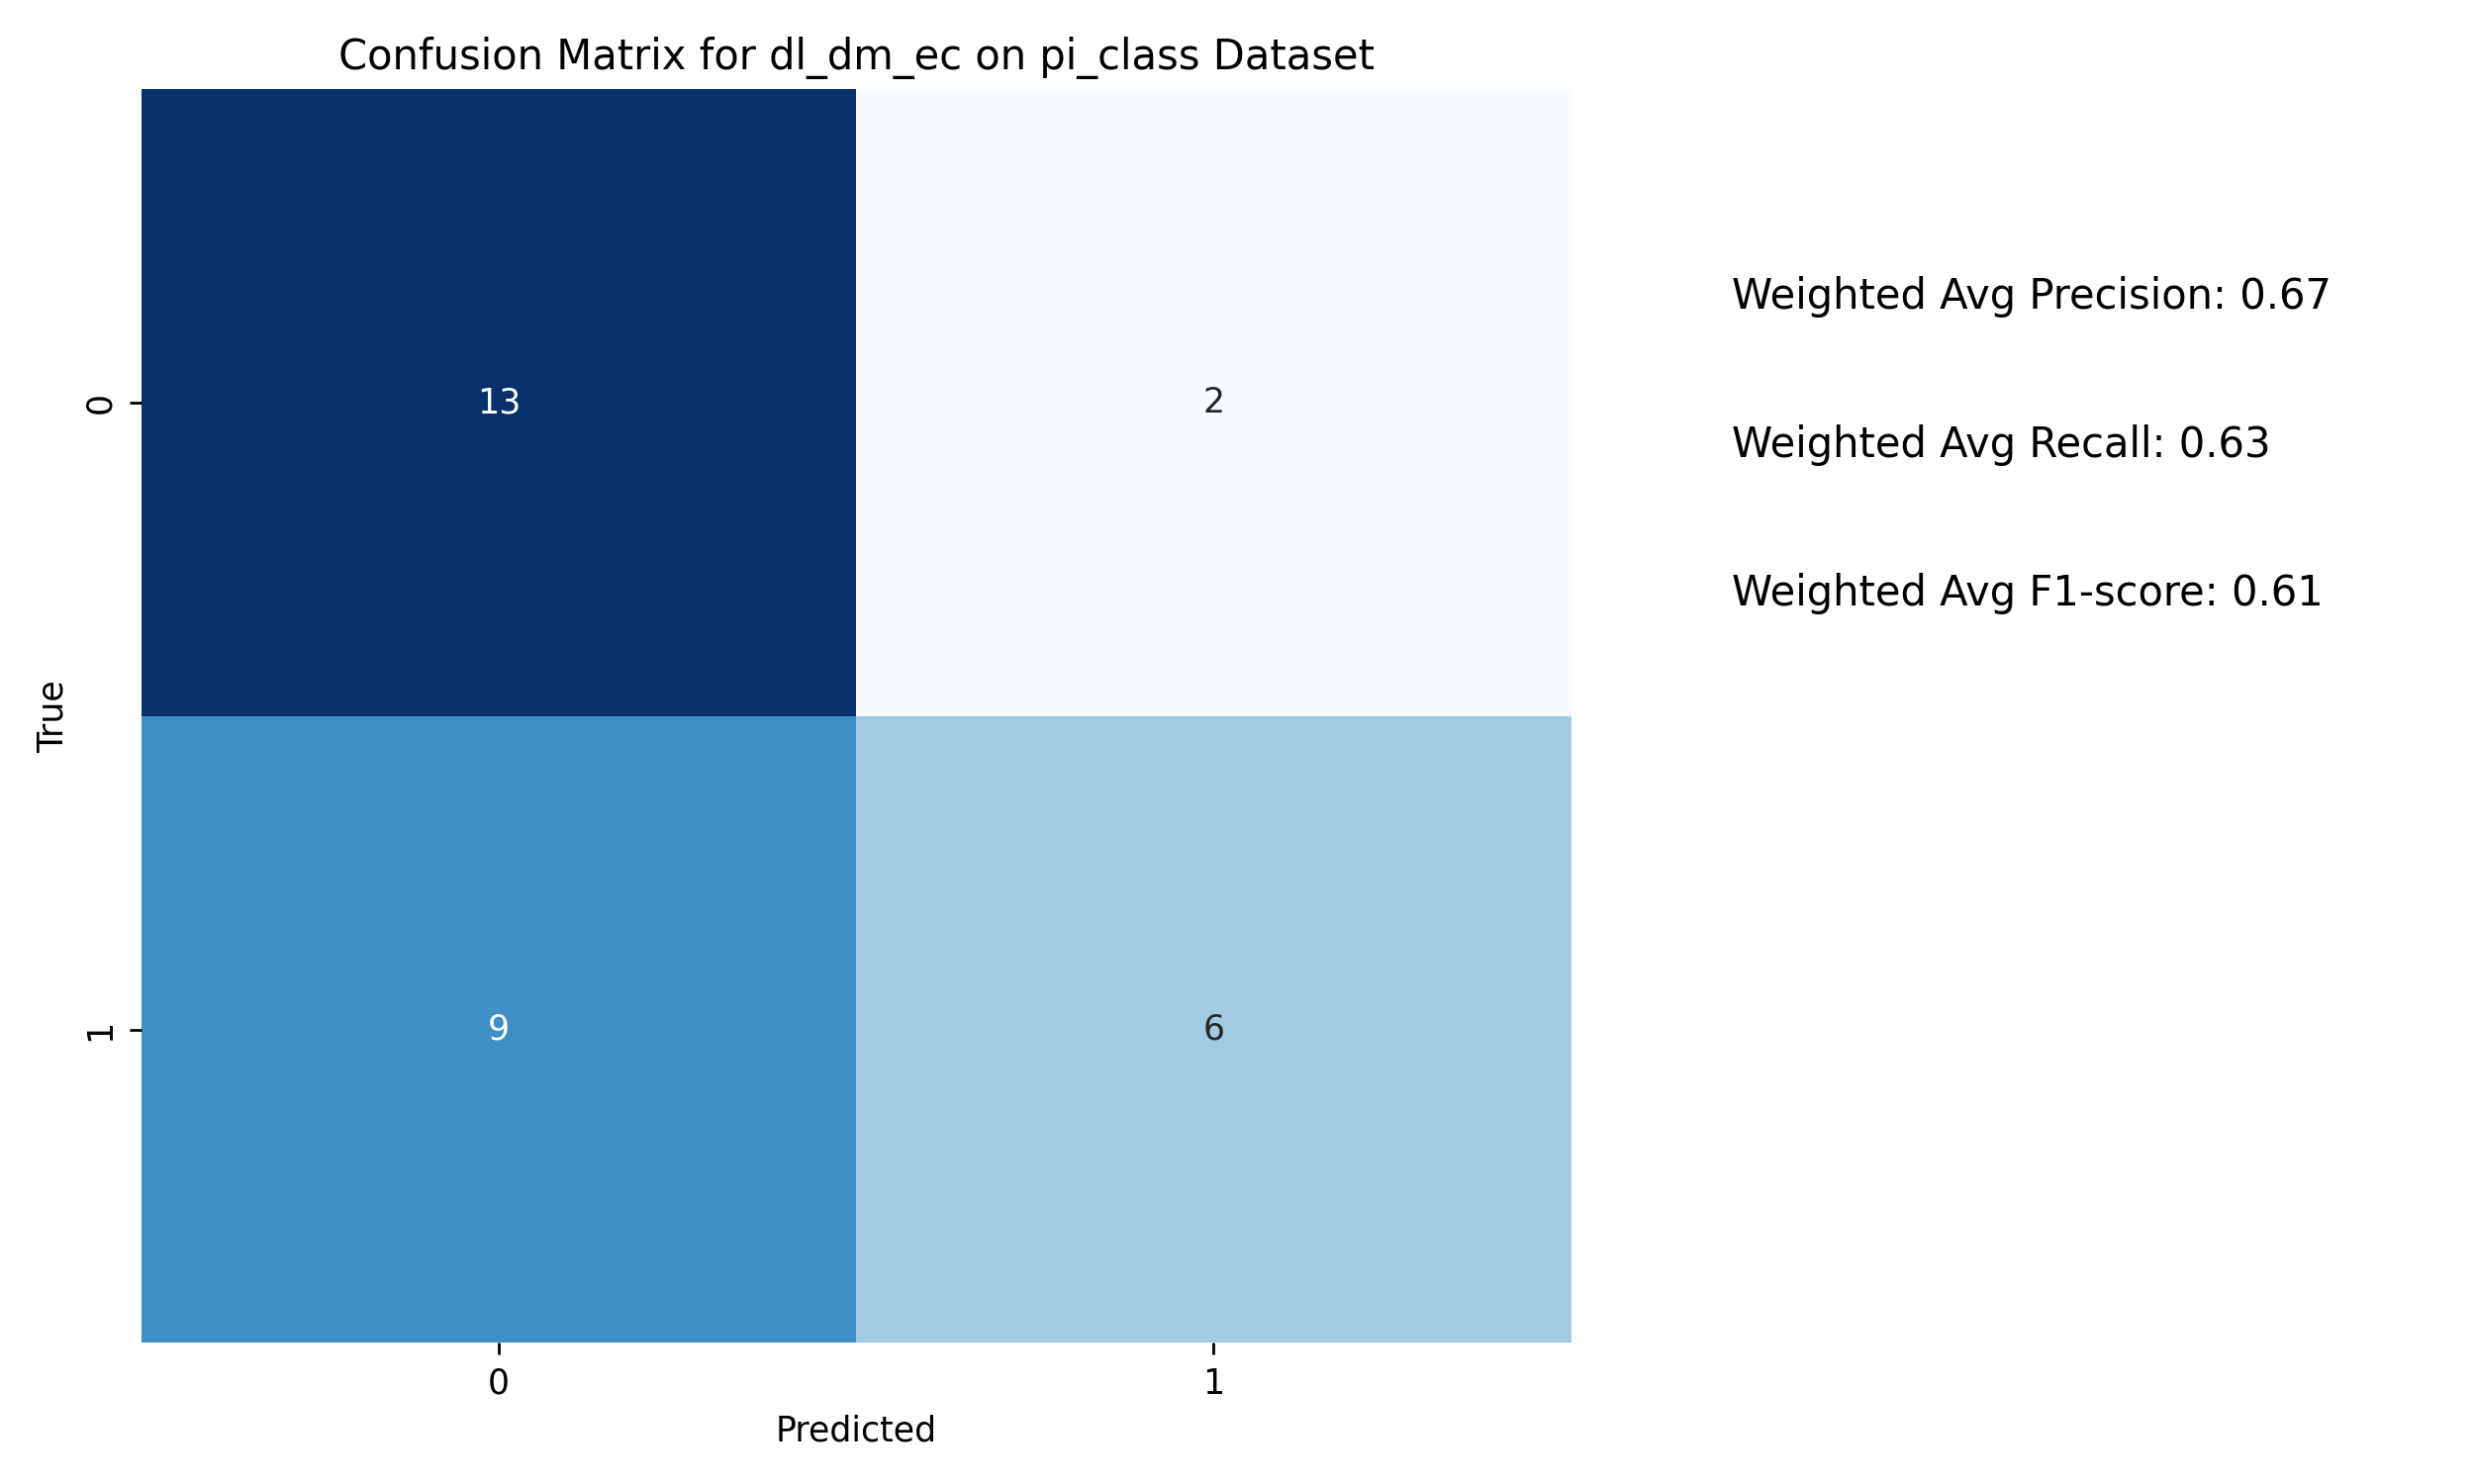 Confusion Matrix for dl_dm_ec on pi_class Dataset
True
0
13
2
1
9
6
0
1
Predicted
Weighted Avg Precision: 0.67
Weighted Avg Recall: 0.63
Weighted Avg F1-score: 0.61